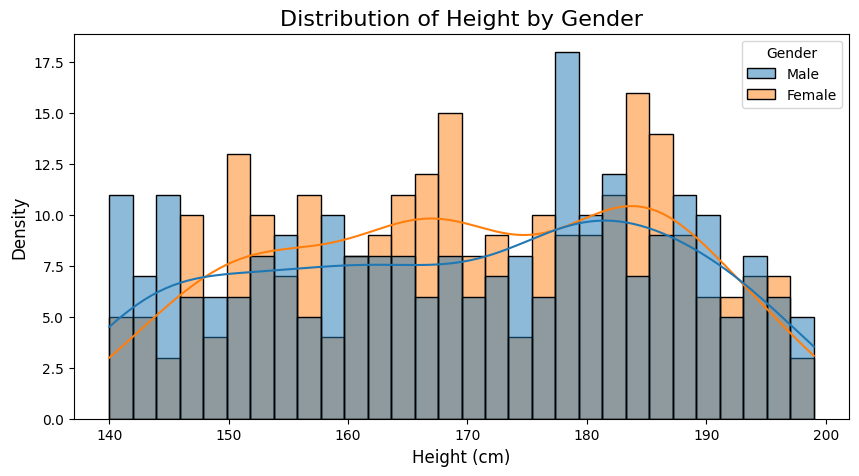 Distribution of Height by Gender
Gender
Male
Female
Density
17.5
15.0
12.5
10.0
7.5
5.0
2.5
0.0
140 150 160 170 180 190 200
Height (cm)